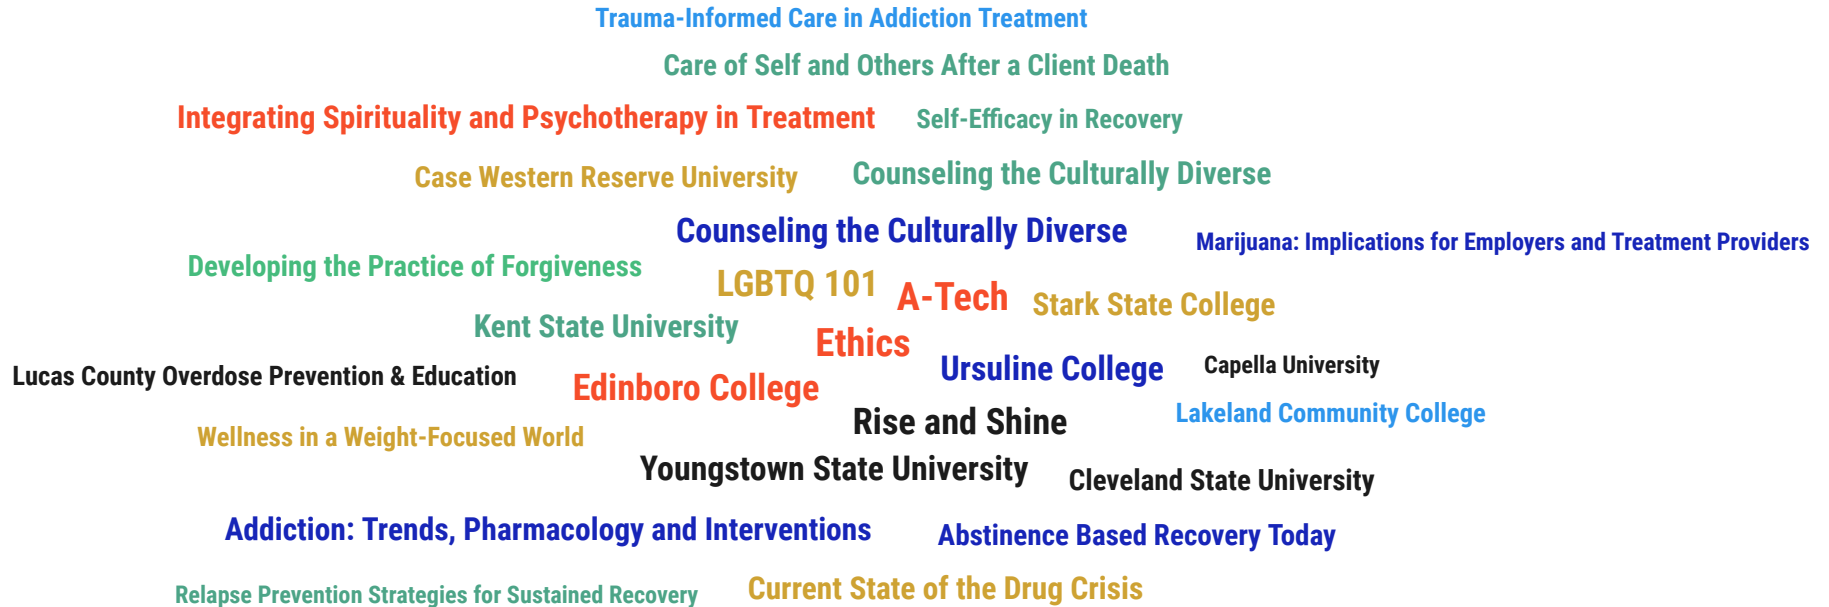 Trauma-Informed Care in Addiction Treatment
Care of Self and Others After a Client Death
Integrating Spirituality and Psychotherapy in Treatment
Self-Efficacy in Recovery
Case Western Reserve University
Counseling the Culturally Diverse
Counseling the Culturally Diverse
Marijuana: Implications for Employers and Treatment Providers
Developing the Practice of Forgiveness
LGBTQ 101
A-Tech
Stark State College
Kent State University
Ethics
Ursuline College
Capella University
Lucas County Overdose Prevention & Education
Edinboro College
Rise and Shine
Lakeland Community College
Wellness in a Weight-Focused World
Youngstown State University
Cleveland State University
Addiction: Trends, Pharmacology and Interventions
Abstinence Based Recovery Today
Relapse Prevention Strategies for Sustained Recovery
Current State of the Drug Crisis